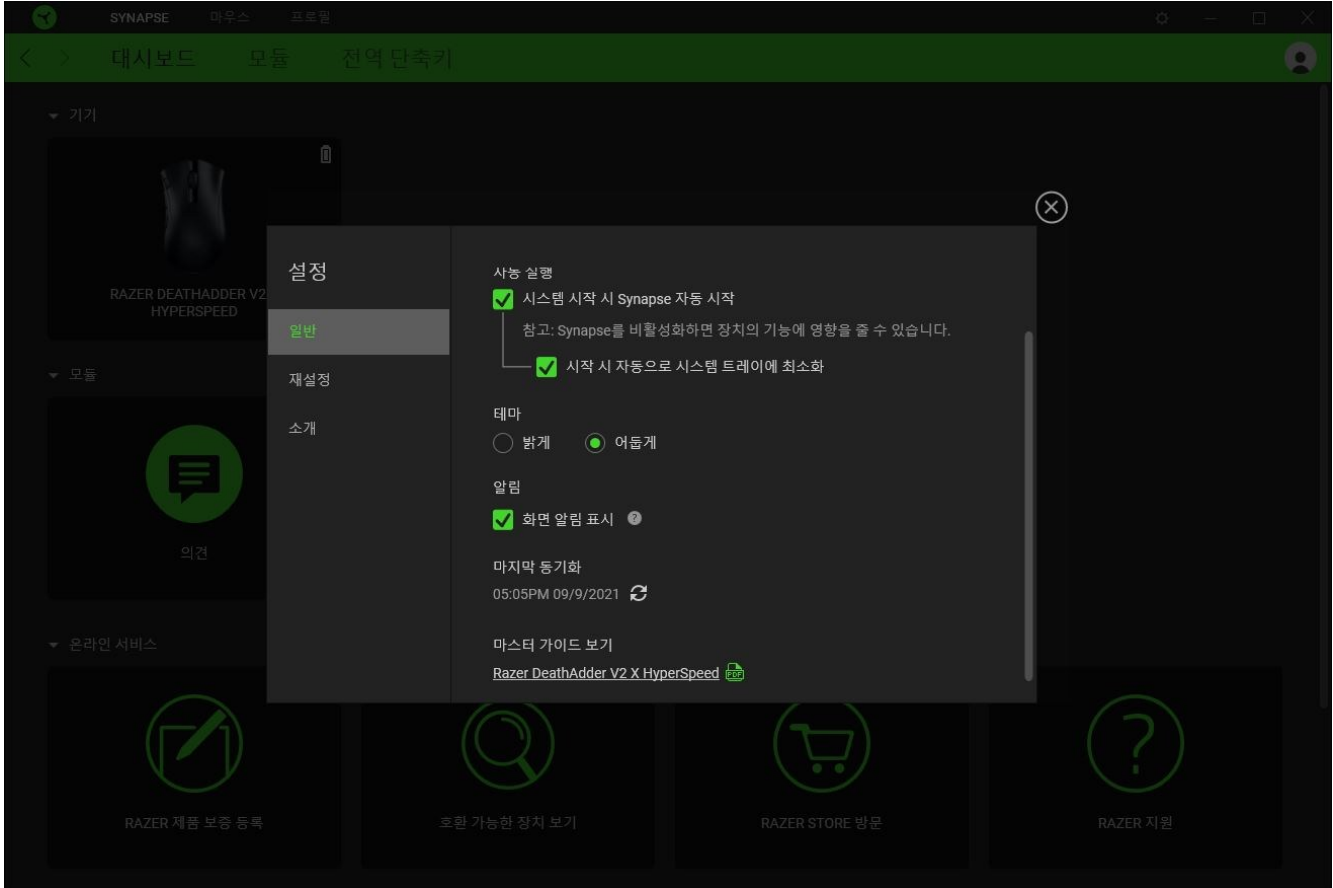 SYNAPSE 마우스 프로필
대시보드 모듈 전역 단축키
기기
RAZER DEATHADDER V2
HYPERSPEED
모듈
의견
온라인 서비스
RAZER 제품 보증 등록
호환 가능한 장치 보기
RAZER STORE 방문
RAZER 지원
설정
일반
재설정
소개
자동 실행
시스템 시작 시 Synapse 자동 시작
참고: Synapse를 비활성화하면 장치의 기능에 영향을 줄 수 있습니다.
시작 시 자동으로 시스템 트레이에 최소화
테마
밝게 어둡게
알림
화면 알림 표시 ?
마지막 동기화
05:05PM 09/9/2021
마스터 가이드 보기
Razer DeathAdder V2 X HyperSpeed PDF